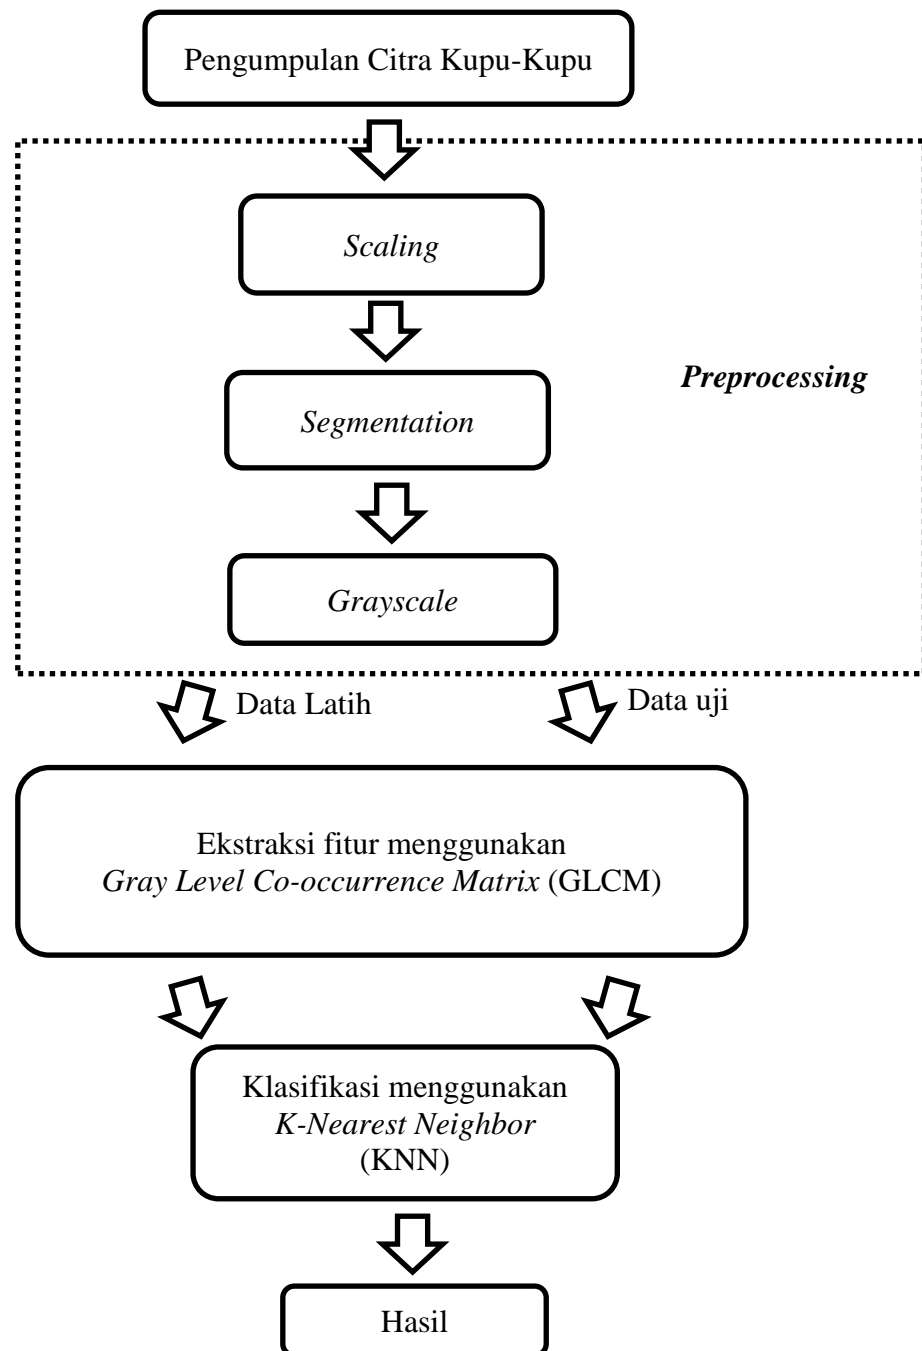 Pengumpulan Citra Kupu-Kupu
Scaling
Preprocessing
Segmentation
Grayscale
Data Latih
Data uji
Ekstraksi fitur menggunakan
Gray Level Co-occurrence Matrix (GLCM)
Klasifikasi menggunakan
K-Nearest Neighbor
(KNN)
Hasil